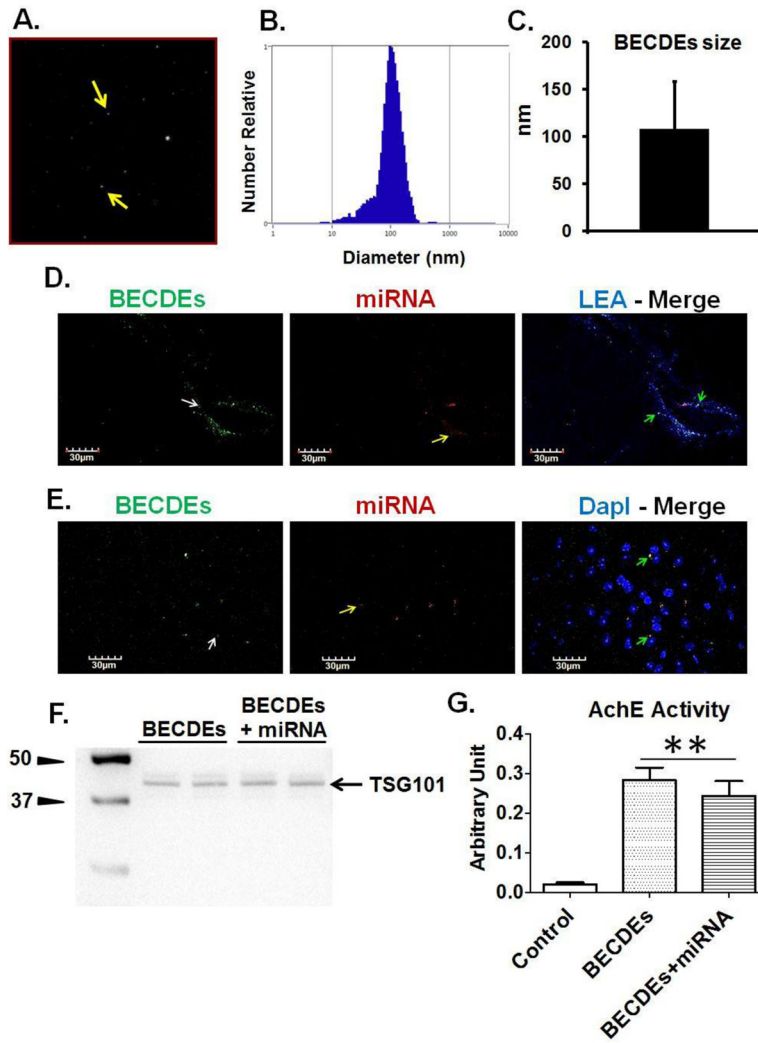 A.
B.
Number Relative
1
0
1
10
100
1000
10000
Diameter (nm)
C.
BECDEs size
nm
200
150
100
50
0
D.
BECDEs
miRNA
LEA - Merge
30µm
30µm
30µm
E.
BECDEs
miRNA
DapI - Merge
30µm
30µm
30µm
F.
BECDEs
BECDEs
+ miRNA
50
37
TSG101
G.
AchE Activity
Arbitrary Unit
0.4
0.3
0.2
0.1
0.0
**
Control
BECDEs
BECDEs+miRNA